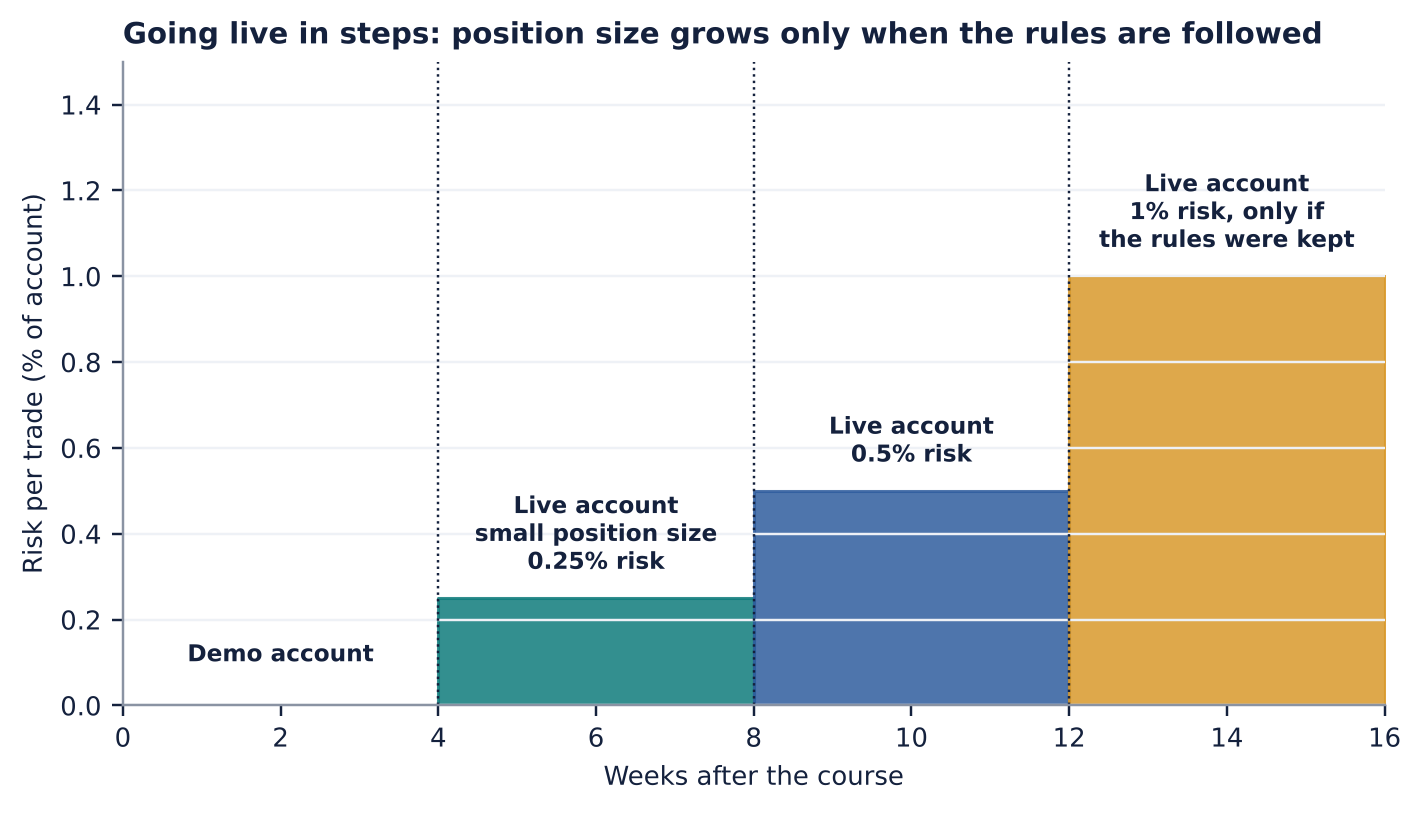 Going live in steps: position size grows only when the rules are followed
Risk per trade (% of account)
1.4
1.2
1.0
0.8
0.6
0.4
0.2
0.0
Demo account
Live account
small position size
0.25% risk
Live account
0.5% risk
Live account
1% risk, only if
the rules were kept
0
2
4
6
8
10
12
14
16
Weeks after the course